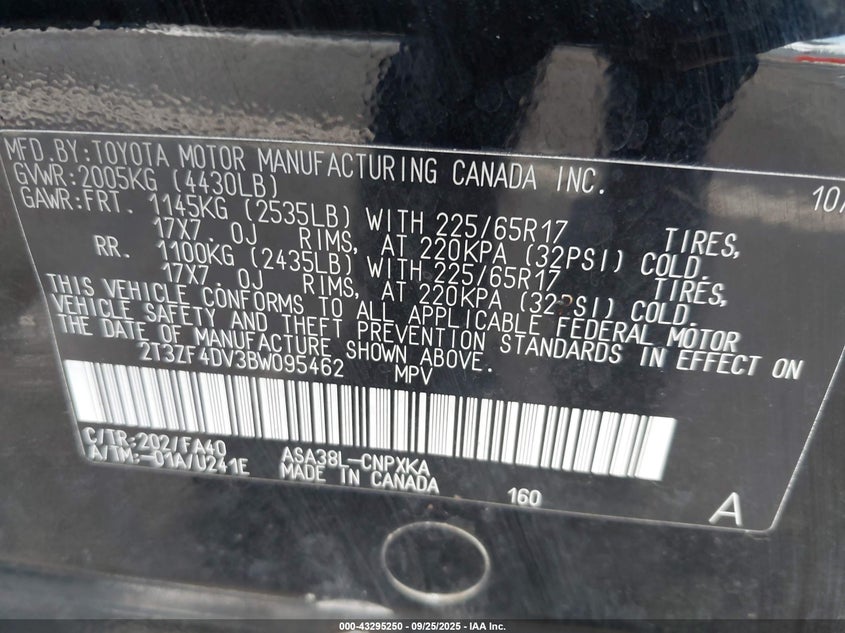 MFD.BY:TOYOTA MOTOR MANUFACTURING CANADA INC. 10/
GVWR:2005KG (4430LB)
GAWR:FRT. 1145KG (2535LB) WITH 225/65R17 TIRES,
17X7.0J RIMS, AT 220KPA (32PSI) COLD.
RR. 1100KG (2435LB) WITH 225/65R17 TIRES,
17X7.0J RIMS, AT 220KPA (32PSI) COLD.
THIS VEHICLE CONFORMS TO ALL APPLICABLE FEDERAL MOTOR
VEHICLE SAFETY AND THEFT PREVENTION STANDARDS IN EFFECT ON
THE DATE OF MANUFACTURE SHOWN ABOVE.
2T3ZF4DV3BW095462 MPV
C/TR:202/FA40 ASA38L-CNPXKA
A/TM:-01A/U241E MADE IN CANADA
160
A
000-43295250 - 09/25/2025 - IAA Inc.